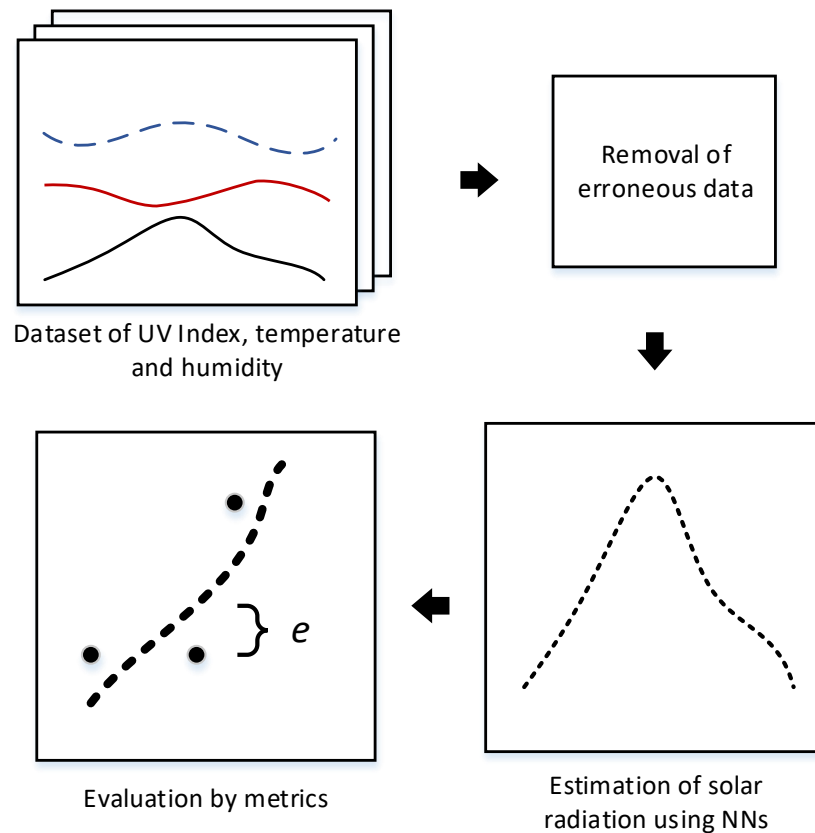 Removal of
erroneous data
Dataset of UV Index, temperature
and humidity
e
Evaluation by metrics
Estimation of solar
radiation using NNs